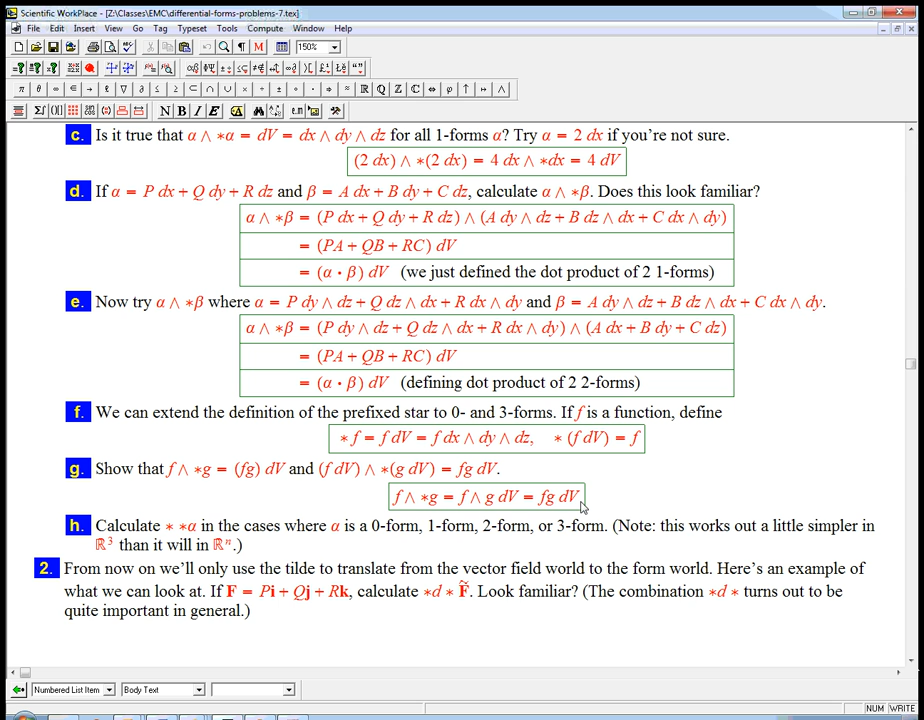 Scientific WorkPlace - [Z:\Classes\EMC\differential-forms-problems-7.tex]
File Edit Insert View Go Tag Typeset Tools Compute Window Help
150%
N B I E
c. Is it true that α ∧ ∗α = dV = dx ∧ dy ∧ dz for all 1-forms α? Try α = 2 dx if you're not sure.
(2 dx) ∧ ∗(2 dx) = 4 dx ∧ ∗dx = 4 dV
d. If α = P dx + Q dy + R dz and β = A dx + B dy + C dz, calculate α ∧ ∗β. Does this look familiar?
α ∧ ∗β = (P dx + Q dy + R dz) ∧ (A dy ∧ dz + B dz ∧ dx + C dx ∧ dy)
= (PA + QB + RC) dV
= (α · β) dV (we just defined the dot product of 2 1-forms)
e. Now try α ∧ ∗β where α = P dy ∧ dz + Q dz ∧ dx + R dx ∧ dy and β = A dy ∧ dz + B dz ∧ dx + C dx ∧ dy.
α ∧ ∗β = (P dy ∧ dz + Q dz ∧ dx + R dx ∧ dy) ∧ (A dx + B dy + C dz)
= (PA + QB + RC) dV
= (α · β) dV (defining dot product of 2 2-forms)
f. We can extend the definition of the prefixed star to 0- and 3-forms. If f is a function, define
∗ f = f dV = f dx ∧ dy ∧ dz, ∗ (f dV) = f
g. Show that f ∧ ∗g = (fg) dV and (f dV) ∧ ∗(g dV) = fg dV.
f ∧ ∗g = f ∧ g dV = fg dV
h. Calculate ∗ ∗α in the cases where α is a 0-form, 1-form, 2-form, or 3-form. (Note: this works out a little simpler in
ℝ³ than it will in ℝⁿ.)
2. From now on we'll only use the tilde to translate from the vector field world to the form world. Here's an example of
what we can look at. If F = Pi + Qj + Rk, calculate ∗d ∗ F̃. Look familiar? (The combination ∗d ∗ turns out to be
quite important in general.)
Numbered List Item Body Text
NUM WRITE